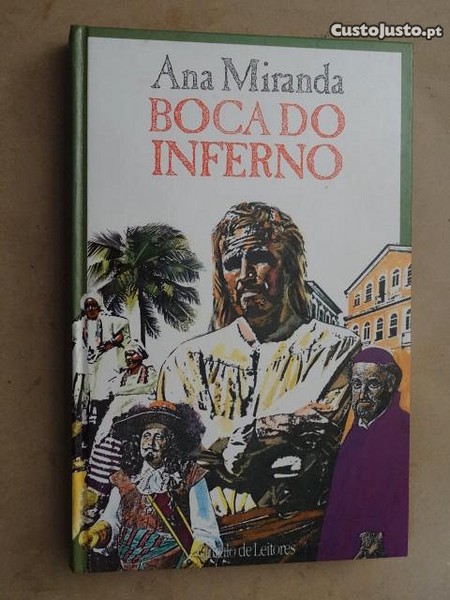 CustoJusto.pt
Ana Miranda
BOCA DO
INFERNO
Círculo de Leitores